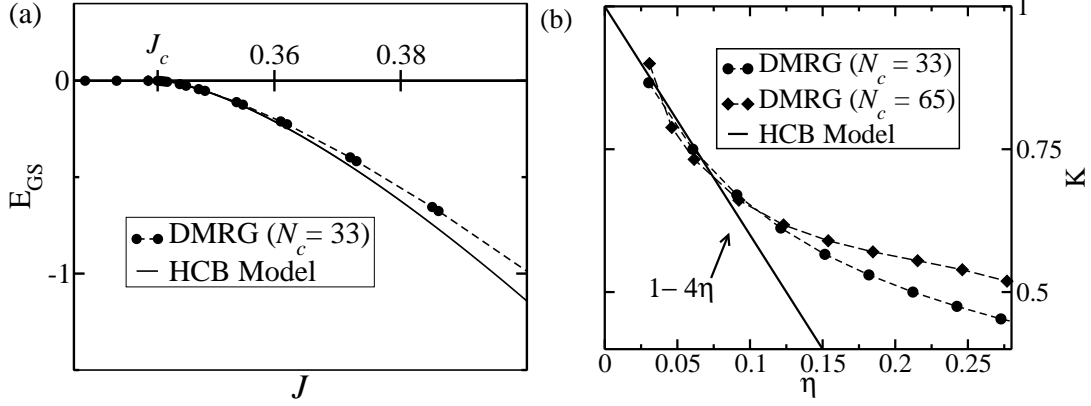 (a)
J_c 0.36 0.38
0
-1
E_GS
DMRG (N_c = 33)
HCB Model
J
(b)
DMRG (N_c = 33)
DMRG (N_c = 65)
HCB Model
1
0.75
0.5
K
1−4η
0 0.05 0.1 0.15 0.2 0.25
η